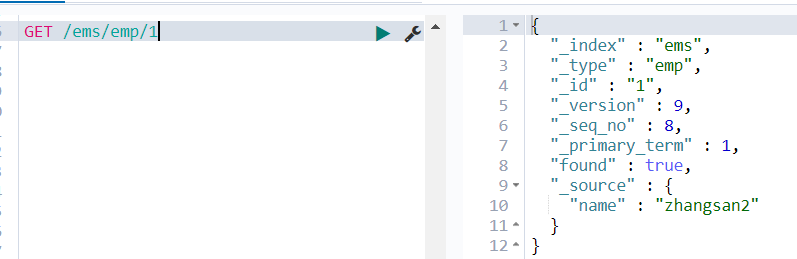 GET /ems/emp/1
1 {
2 "_index" : "ems",
3 "_type" : "emp",
4 "_id" : "1",
5 "_version" : 9,
6 "_seq_no" : 8,
7 "_primary_term" : 1,
8 "found" : true,
9 "_source" : {
10 "name" : "zhangsan2"
11 }
12 }